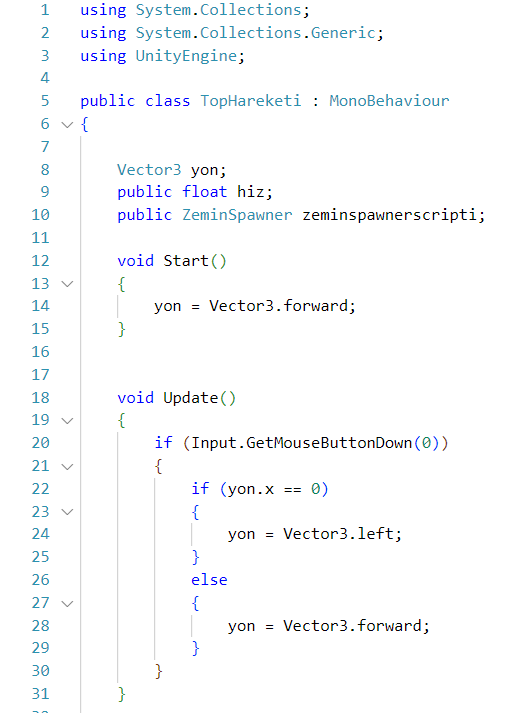 1 using System.Collections;
2 using System.Collections.Generic;
3 using UnityEngine;
4
5 public class TopHareketi : MonoBehaviour
6 {
7
8 Vector3 yon;
9 public float hiz;
10 public ZeminSpawner zeminspawnerscripti;
11
12 void Start()
13 {
14 yon = Vector3.forward;
15 }
16
17
18 void Update()
19 {
20 if (Input.GetMouseButtonDown(0))
21 {
22 if (yon.x == 0)
23 {
24 yon = Vector3.left;
25 }
26 else
27 {
28 yon = Vector3.forward;
29 }
30 }
31 }